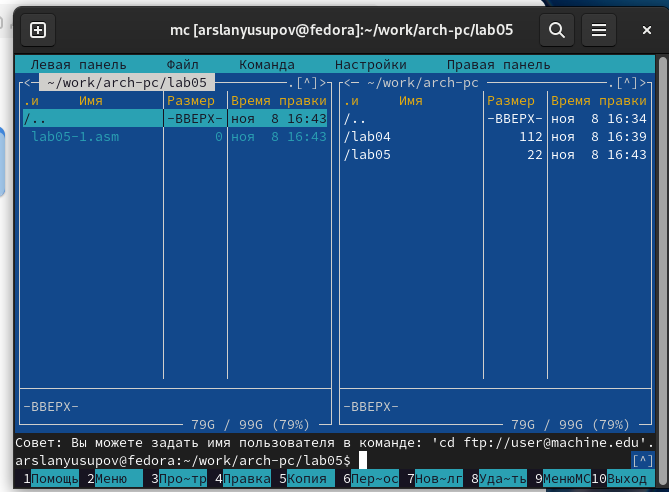 mc [arslanyusupov@fedora]:~/work/arch-pc/lab05
Левая панель Файл Команда Настройки Правая панель
<─ ~/work/arch-pc/lab05 ─.[^]> <─ ~/work/arch-pc ─.[^]>
.и Имя Размер Время правки .и Имя Размер Время правки
/.. -ВВЕРХ- ноя 8 16:43 /.. -ВВЕРХ- ноя 8 16:34
lab05-1.asm 0 ноя 8 16:43 /lab04 112 ноя 8 16:39
/lab05 22 ноя 8 16:43
-ВВЕРХ- -ВВЕРХ-
79G / 99G (79%) 79G / 99G (79%)
Совет: Вы можете задать имя пользователя в команде: 'cd ftp://user@machine.edu'.
arslanyusupov@fedora:~/work/arch-pc/lab05$ [^]
1Помощь 2Меню 3Про~тр 4Правка 5Копия 6Пер~ос 7Нов~лг 8Уда~ть 9МенюMC 10Выход